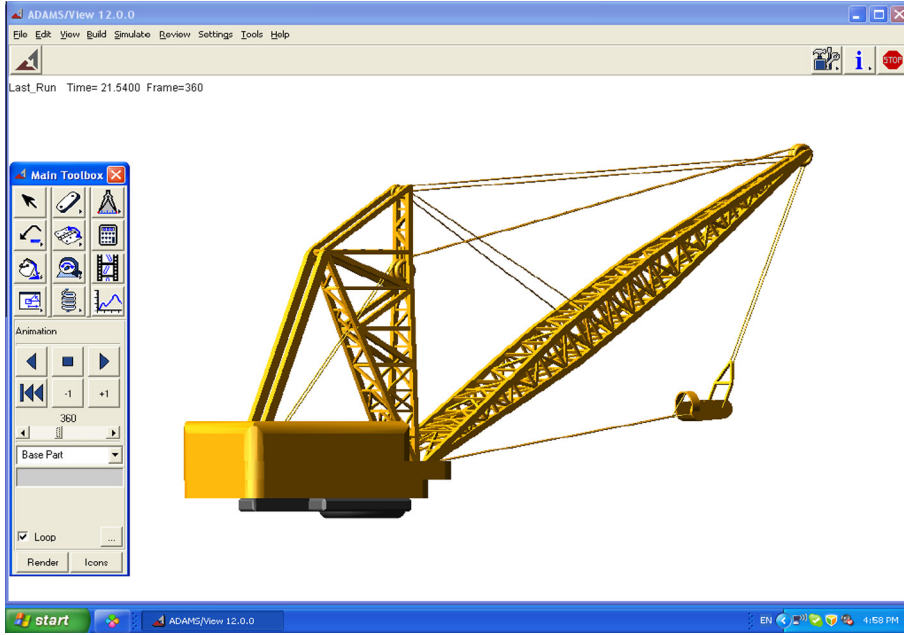 ADAMS/View 12.0.0
File Edit View Build Simulate Review Settings Tools Help
i
STOP
Last_Run Time= 21.5400 Frame=360
Main Toolbox
Animation
-1 +1
360
Base Part
Loop
...
Render Icons
start ADAMS/View 12.0.0 EN 4:58 PM